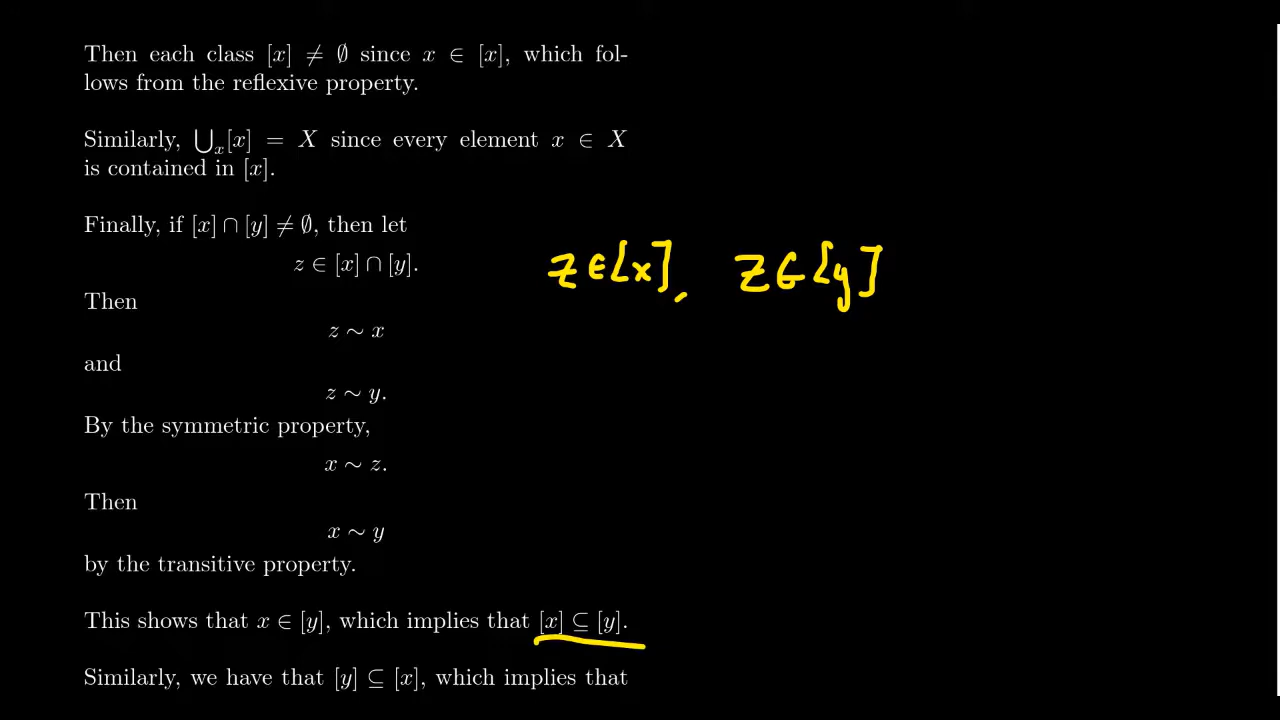 Then each class [x] ≠ ∅ since x ∈ [x], which fol-
lows from the reflexive property.
Similarly, ⋃ₓ[x] = X since every element x ∈ X
is contained in [x].
Finally, if [x] ∩ [y] ≠ ∅, then let
z ∈ [x] ∩ [y].
z∈[x], z∈[y]
Then
z ∼ x
and
z ∼ y.
By the symmetric property,
x ∼ z.
Then
x ∼ y
by the transitive property.
This shows that x ∈ [y], which implies that [x] ⊆ [y].
Similarly, we have that [y] ⊆ [x], which implies that